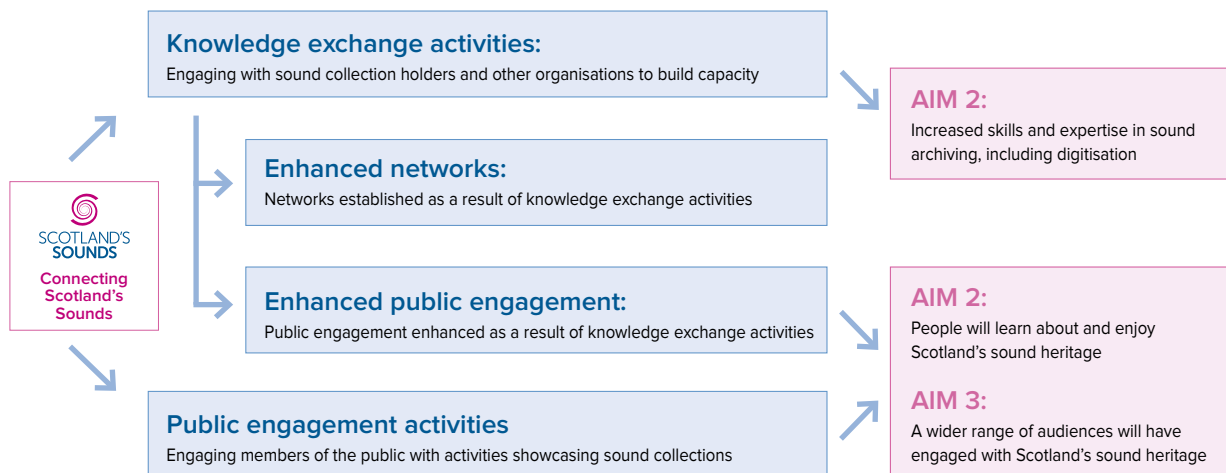 Knowledge exchange activities:
Engaging with sound collection holders and other organisations to build capacity
AIM 2:
Increased skills and expertise in sound
archiving, including digitisation
Enhanced networks:
Networks established as a result of knowledge exchange activities
SCOTLAND'S
SOUNDS
Connecting
Scotland's
Sounds
Enhanced public engagement:
Public engagement enhanced as a result of knowledge exchange activities
AIM 2:
People will learn about and enjoy
Scotland's sound heritage
Public engagement activities
Engaging members of the public with activities showcasing sound collections
AIM 3:
A wider range of audiences will have
engaged with Scotland's sound heritage